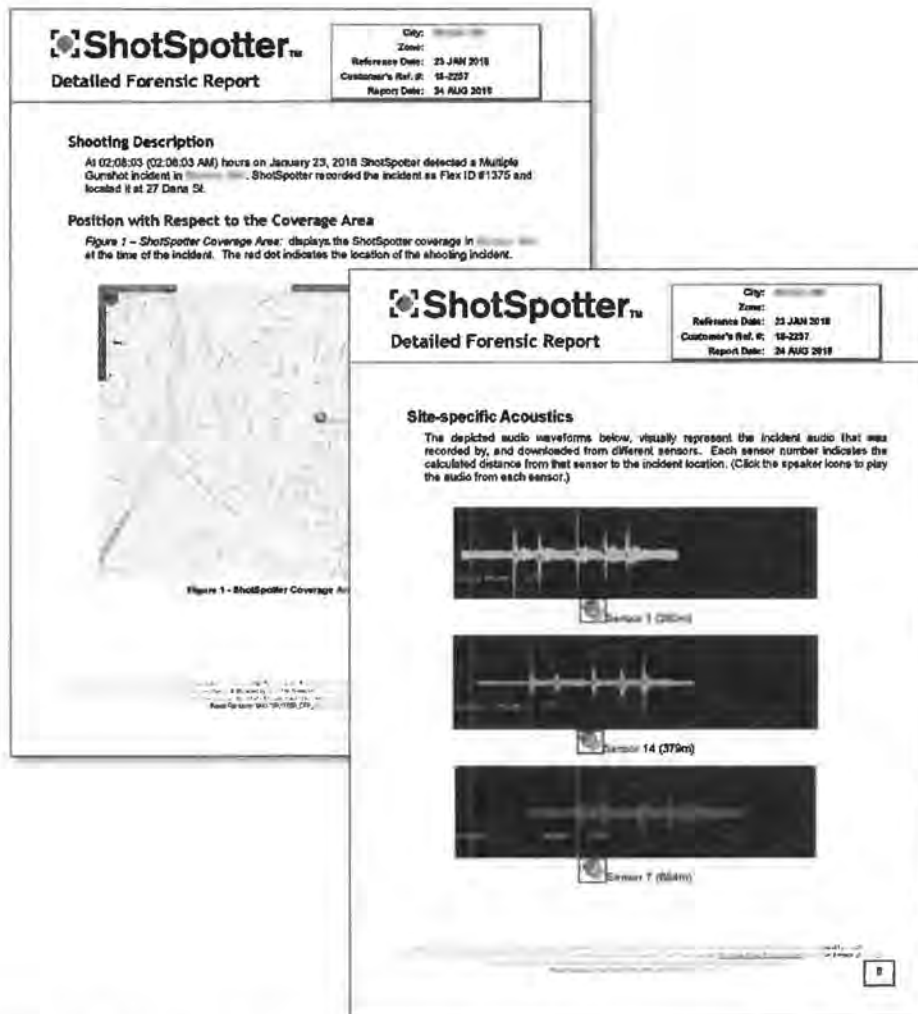 ShotSpotter™
Detailed Forensic Report
City:
Zone:
Reference Date: 23 JAN 2018
Customer's Ref. #: 18-2257
Report Date: 24 AUG 2018
Shooting Description
At 02:08:03 (02:08:03 AM) hours on January 23, 2018 ShotSpotter detected a Multiple
Gunshot incident in . ShotSpotter recorded the incident as Flex ID #1375 and
located it at 27 Dana St.
Position with Respect to the Coverage Area
Figure 1 – ShotSpotter Coverage Area: displays the ShotSpotter coverage in
at the time of the incident. The red dot indicates the location of the shooting incident.
Figure 1 - ShotSpotter Coverage
ShotSpotter™
Detailed Forensic Report
City:
Zone:
Reference Date: 23 JAN 2018
Customer's Ref. #: 18-2257
Report Date: 24 AUG 2018
Site-specific Acoustics
The depicted audio waveforms below, visually represent the incident audio that was
recorded by, and downloaded from different sensors. Each sensor number indicates the
calculated distance from that sensor to the incident location. (Click the speaker icons to play
the audio from each sensor.)
Sensor
Sensor 14 (379m)
Sensor 7